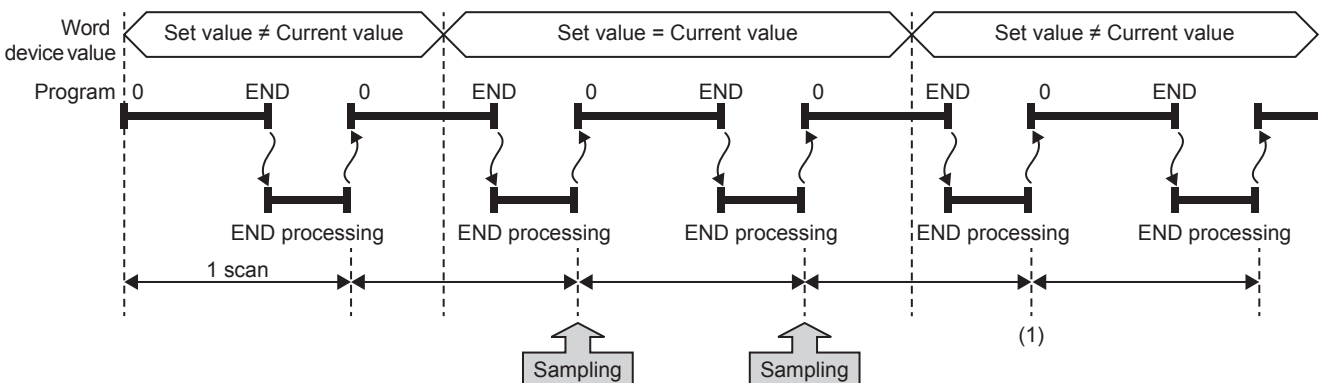 Word
device value
Set value ≠ Current value
Set value = Current value
Set value ≠ Current value
Program
0
END
0
END
0
END
0
END
0
END
END processing
END processing
END processing
END processing
END processing
1 scan
(1)
Sampling
Sampling